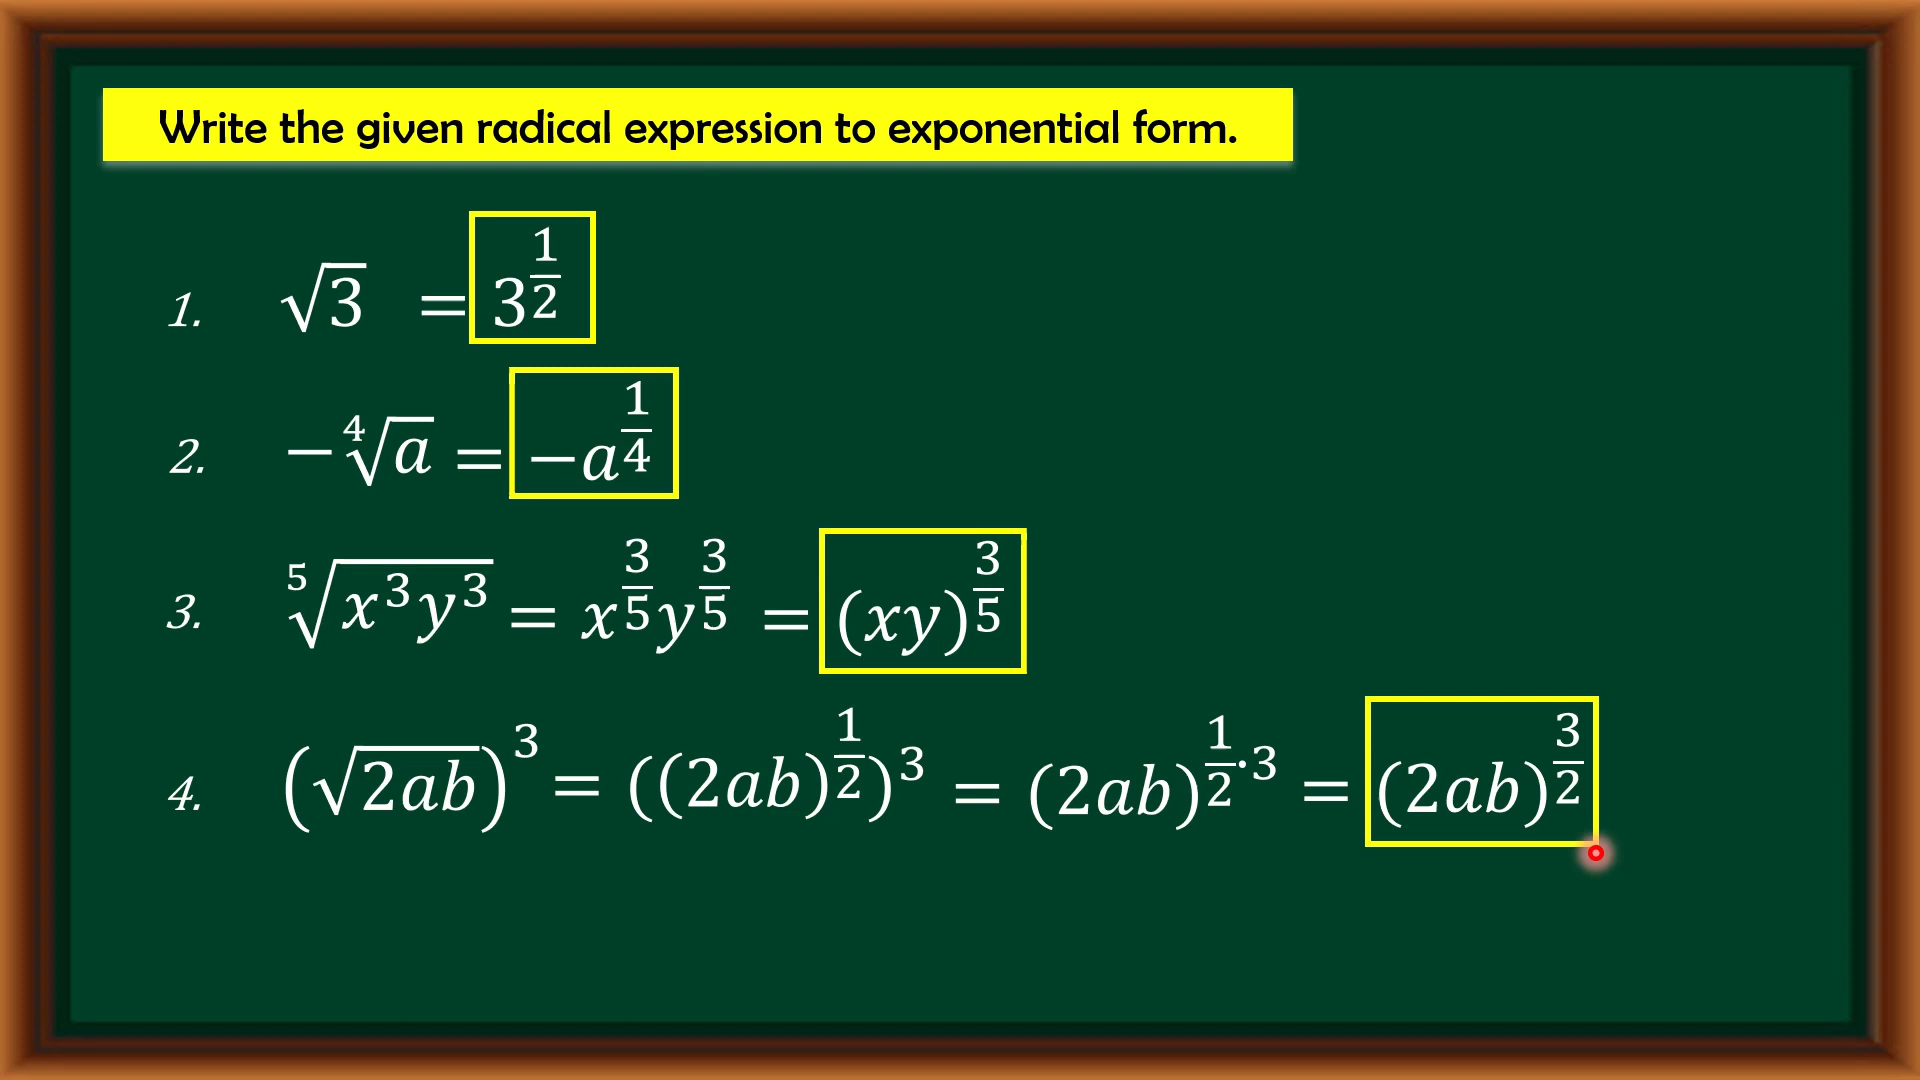 Write the given radical expression to exponential form.
1. √3 = 3^(1/2)
2. −∜a = −a^(1/4)
3. ⁵√(x³y³) = x^(3/5)y^(3/5) = (xy)^(3/5)
4. (√(2ab))³ = ((2ab)^(1/2))³ = (2ab)^(1/2·3) = (2ab)^(3/2)